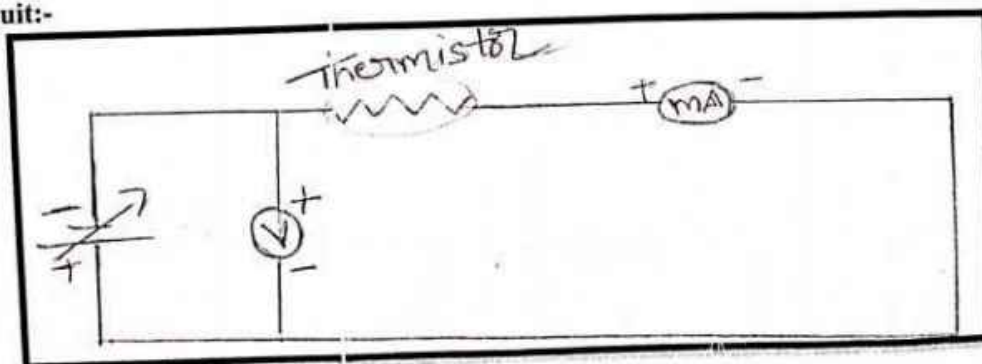 uit:-
Thermistor
+ mA -
- +
V + -